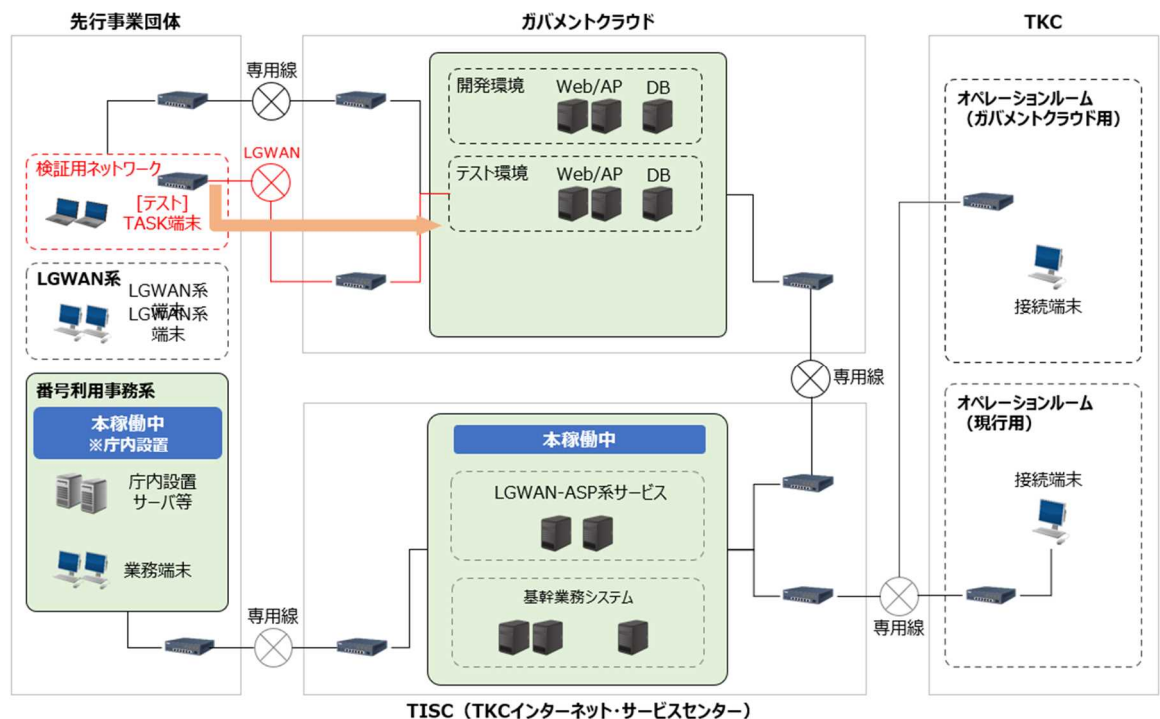 先行事業団体
ガバメントクラウド
TKC
専用線
開発環境
Web/AP
DB
テスト環境
Web/AP
DB
検証用ネットワーク
[テスト]
TASK端末
LGWAN
LGWAN系
LGWAN系
端末
LGWAN系
端末
番号利用事務系
本稼働中
※庁内設置
庁内設置
サーバ等
業務端末
専用線
専用線
本稼働中
LGWAN-ASP系サービス
基幹業務システム
専用線
オペレーションルーム
(ガバメントクラウド用)
接続端末
オペレーションルーム
(現行用)
接続端末
TISC(TKCインターネット・サービスセンター)